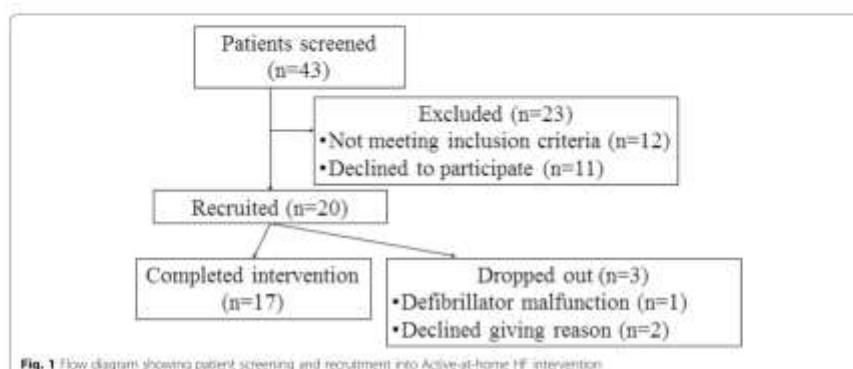 Patients screened
(n=43)
Excluded (n=23)
•Not meeting inclusion criteria (n=12)
•Declined to participate (n=11)
Recruited (n=20)
Completed intervention
(n=17)
Dropped out (n=3)
•Defibrillator malfunction (n=1)
•Declined giving reason (n=2)
Fig. 1 Flow diagram showing patient screening and recruitment into Active-at-home HF intervention